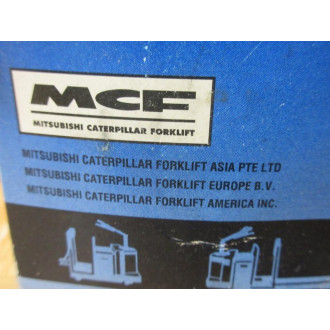 MCF
MITSUBISHI CATERPILLAR FORKLIFT
MITSUBISHI CATERPILLAR FORKLIFT ASIA PTE LTD
MITSUBISHI CATERPILLAR FORKLIFT EUROPE B.V.
MITSUBISHI CATERPILLAR FORKLIFT AMERICA INC.